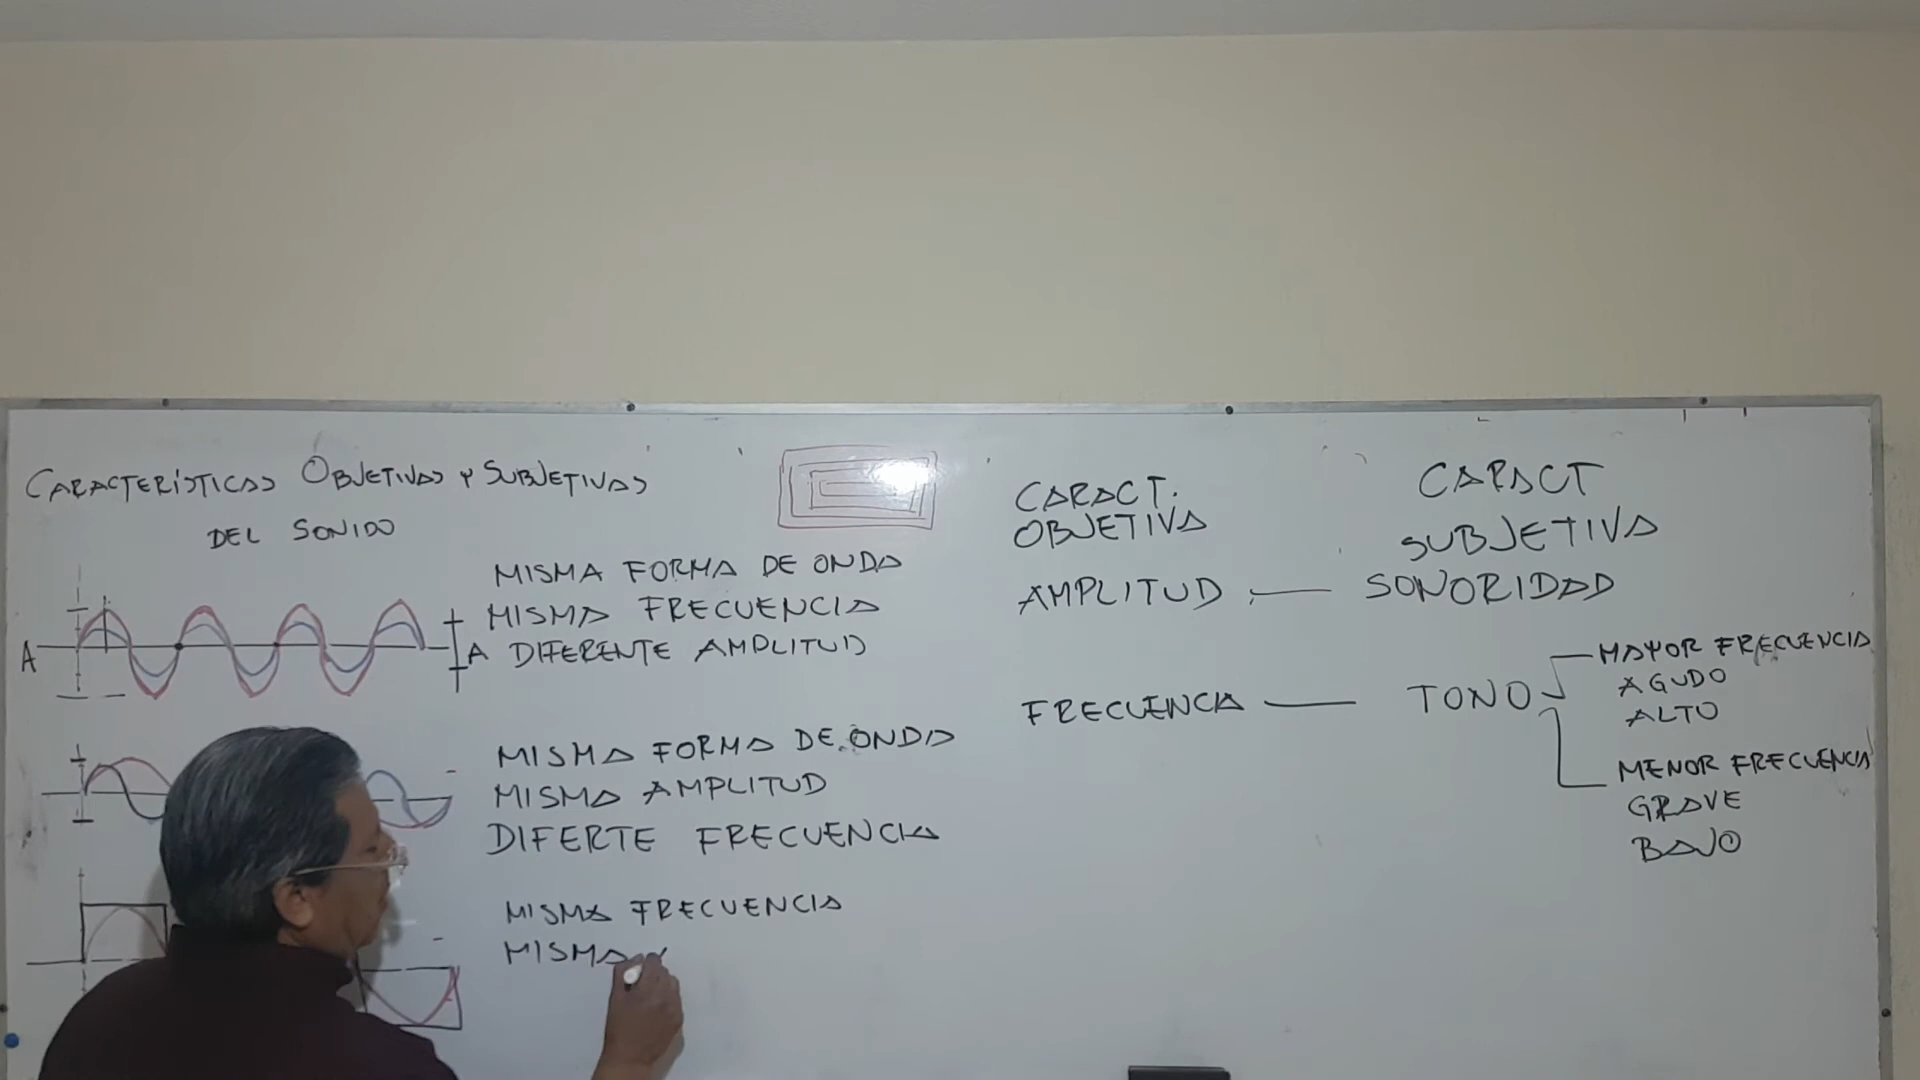 CARACTERÍSTICAS OBJETIVAS Y SUBJETIVAS
DEL SONIDO
MISMA FORMA DE ONDA
MISMA FRECUENCIA
A DIFERENTE AMPLITUD
A
MISMA FORMA DE ONDA
MISMA AMPLITUD
DIFERTE FRECUENCIA
MISMA FRECUENCIA
MISMA
CARACT.
OBJETIVA
CARACT
SUBJETIVA
AMPLITUD — SONORIDAD
FRECUENCIA — TONO
MAYOR FRECUENCIA
AGUDO
ALTO
MENOR FRECUENCIA
GRAVE
BAJO